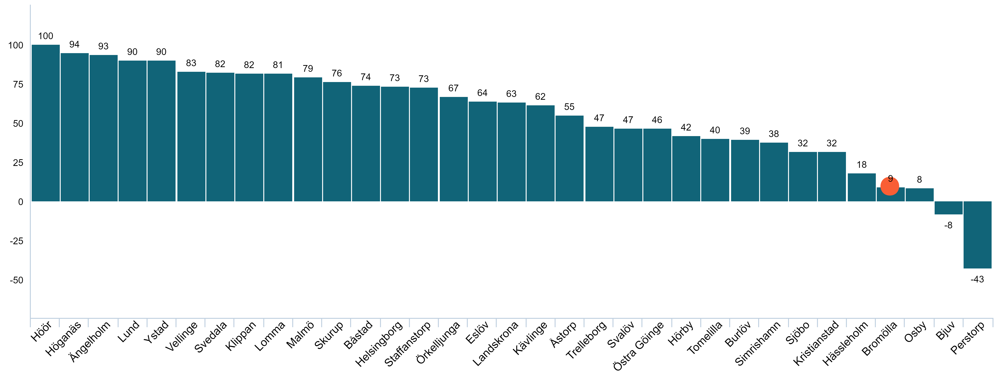 100
75
50
25
0
-25
-50
100
94
93
90
90
83
82
82
81
79
76
74
73
73
67
64
63
62
55
47
47
46
42
40
39
38
32
32
18
9
8
-8
-43
Höör
Höganäs
Ängelholm
Lund
Ystad
Vellinge
Svedala
Klippan
Lomma
Malmö
Skurup
Båstad
Helsingborg
Staffanstorp
Örkelljunga
Eslöv
Landskrona
Kävlinge
Åstorp
Trelleborg
Svalöv
Östra Göinge
Hörby
Tomelilla
Burlöv
Simrishamn
Sjöbo
Kristianstad
Hässleholm
Bromölla
Osby
Bjuv
Perstorp